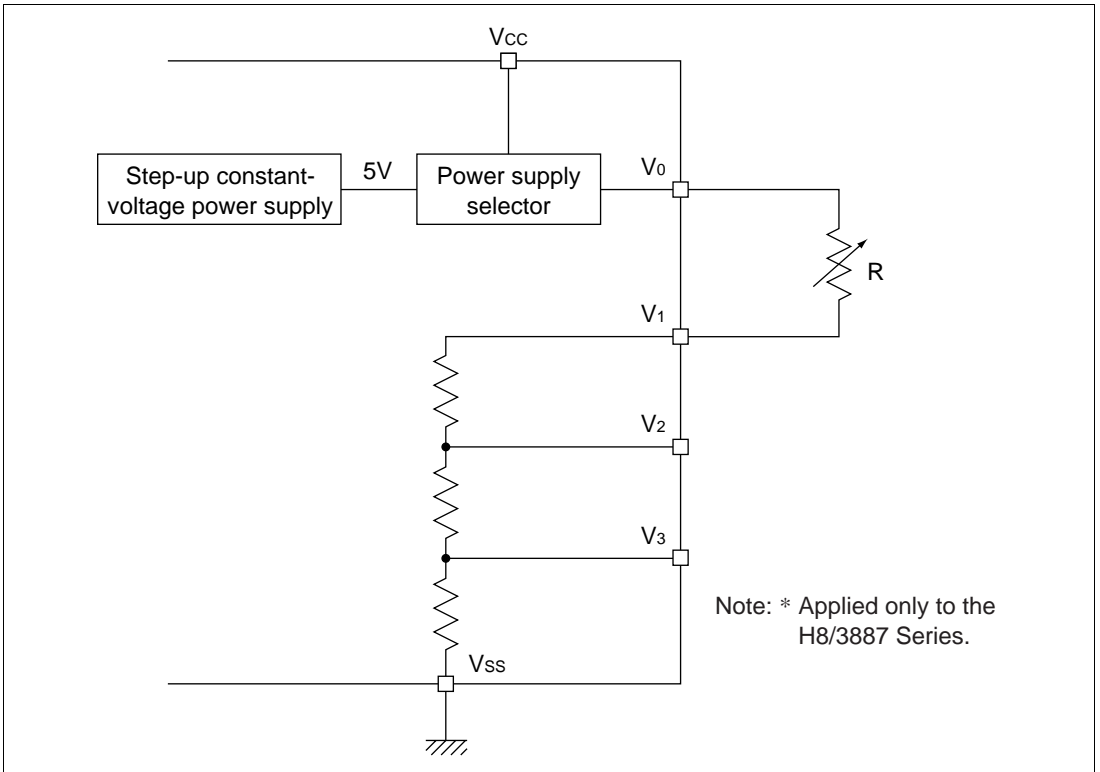 VCC
Step-up constant-
voltage power supply
5V
Power supply
selector
V0
R
V1
V2
V3
Note: * Applied only to the
H8/3887 Series.
VSS